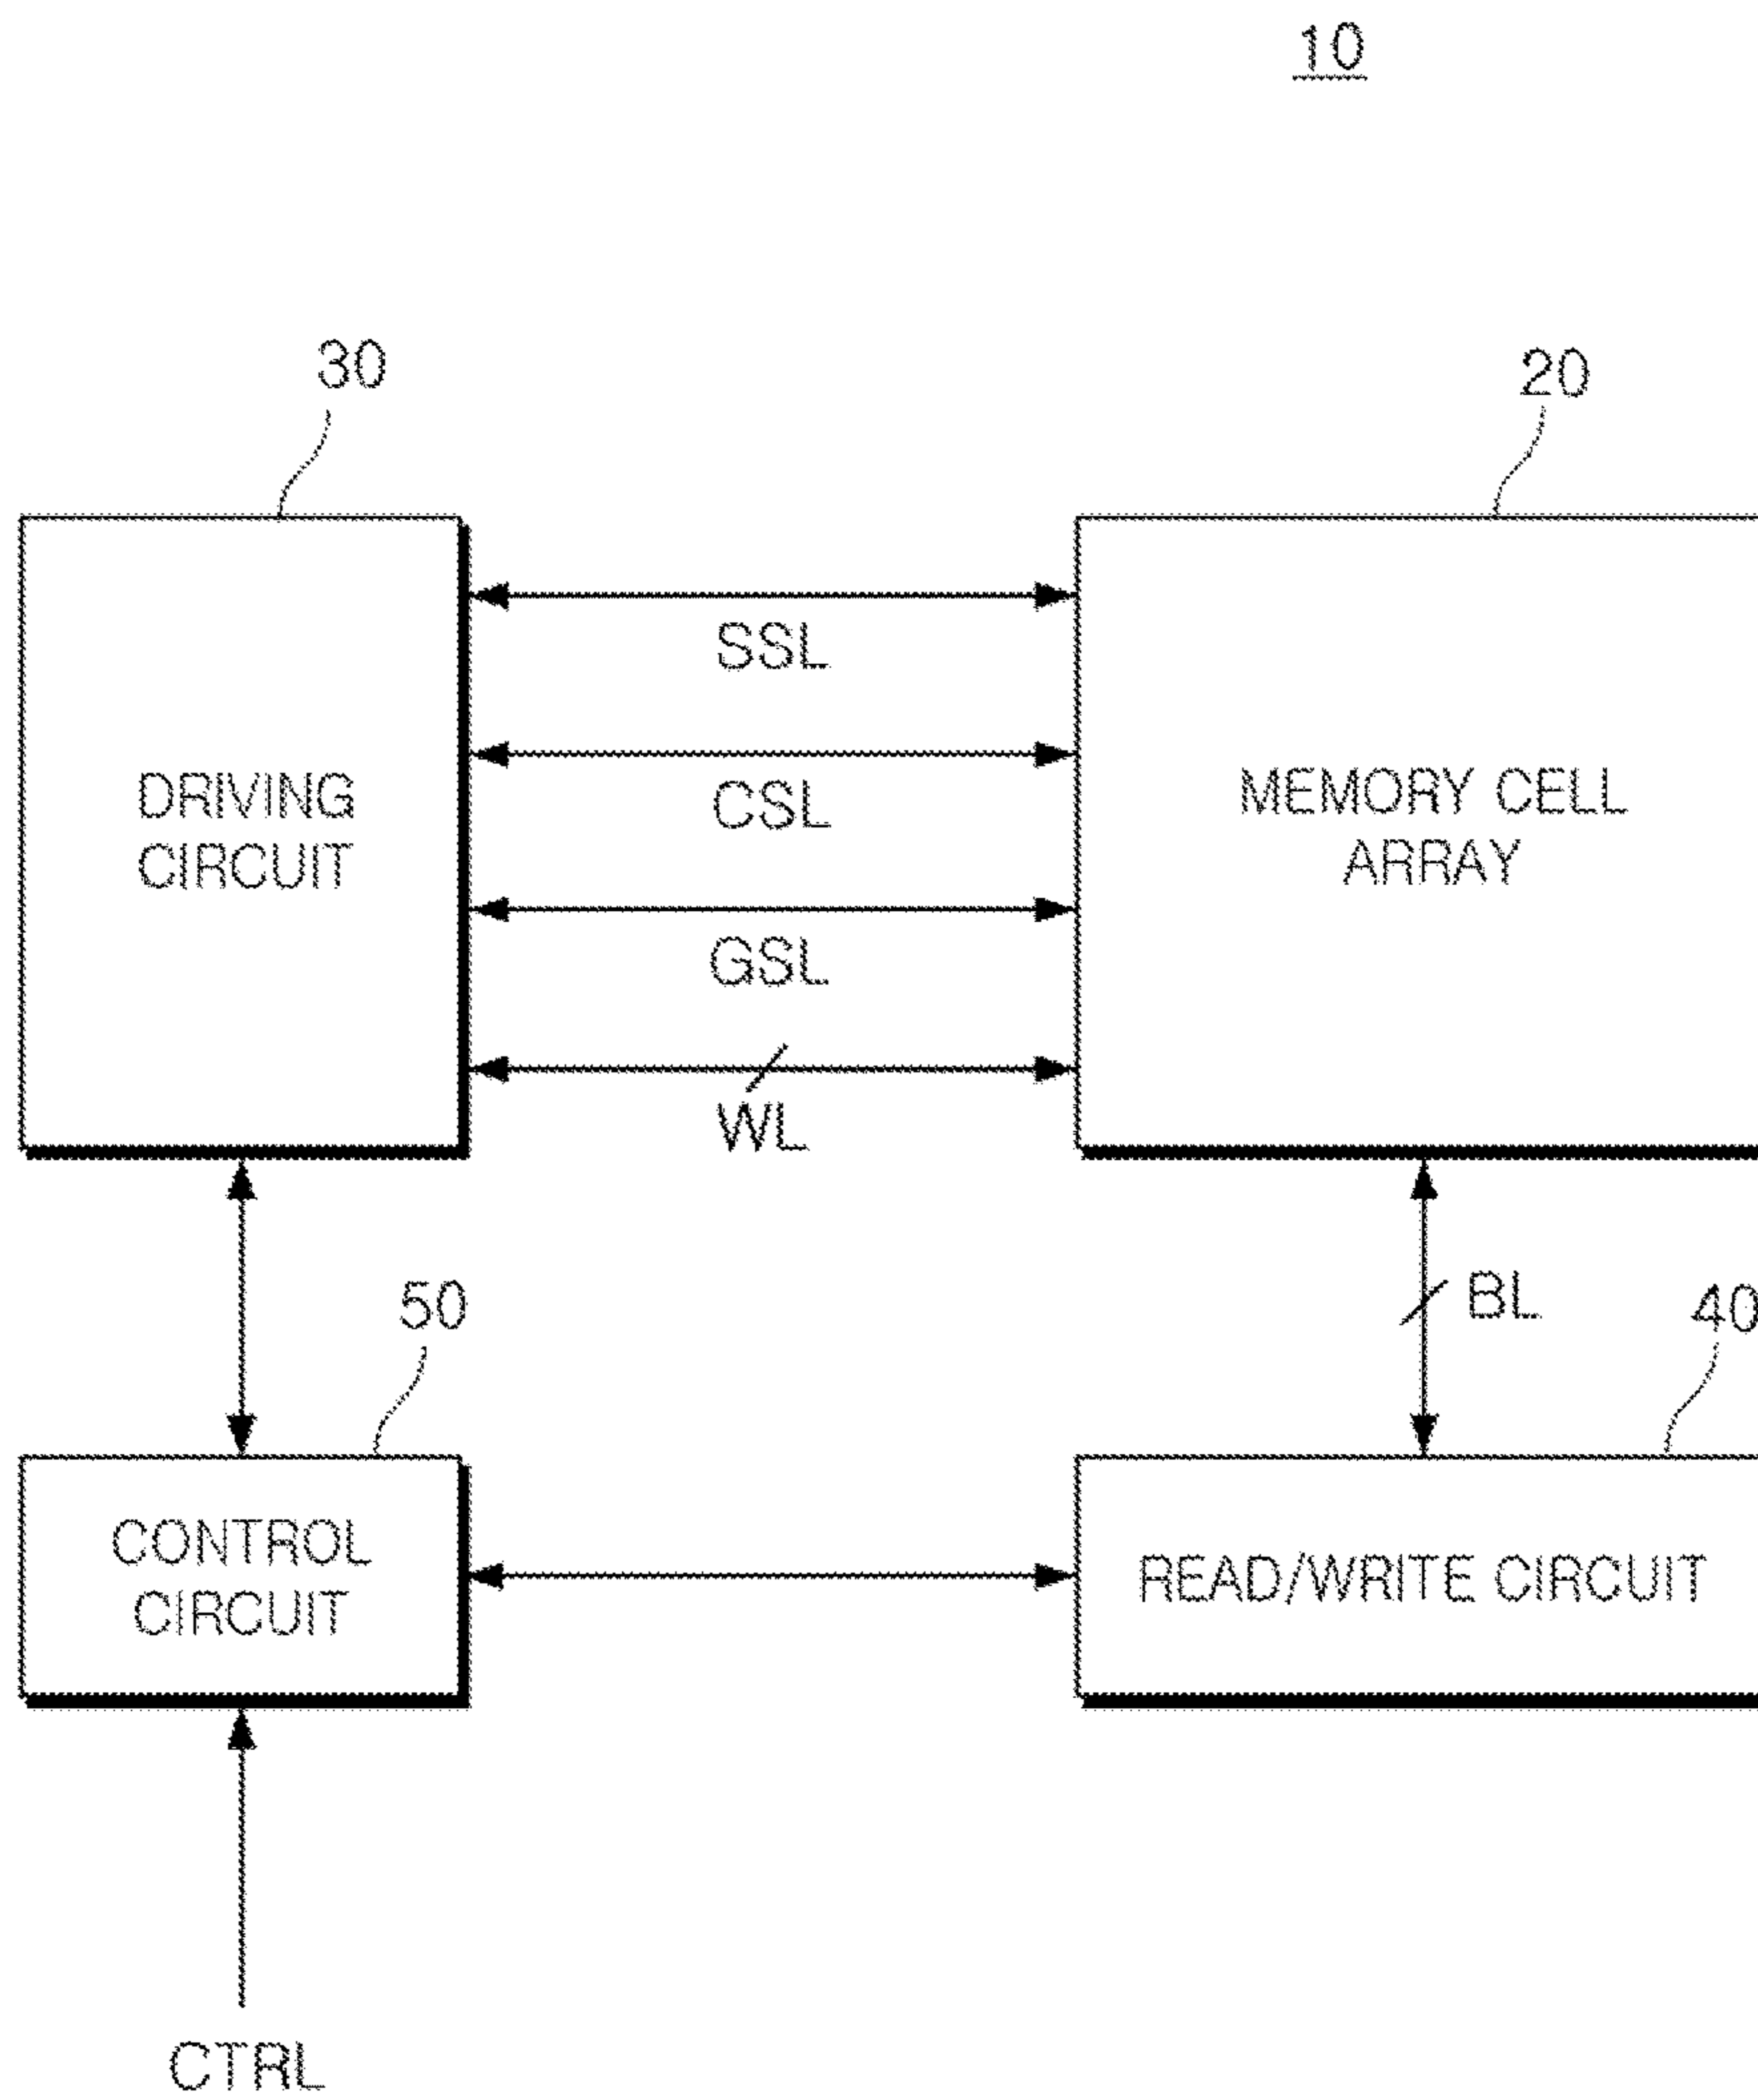 10
30
20
SSL
DRIVING
CIRCUIT
CSL
MEMORY CELL
ARRAY
GSL
WL
50
BL
40
CONTROL
CIRCUIT
READ/WRITE CIRCUIT
CTRL